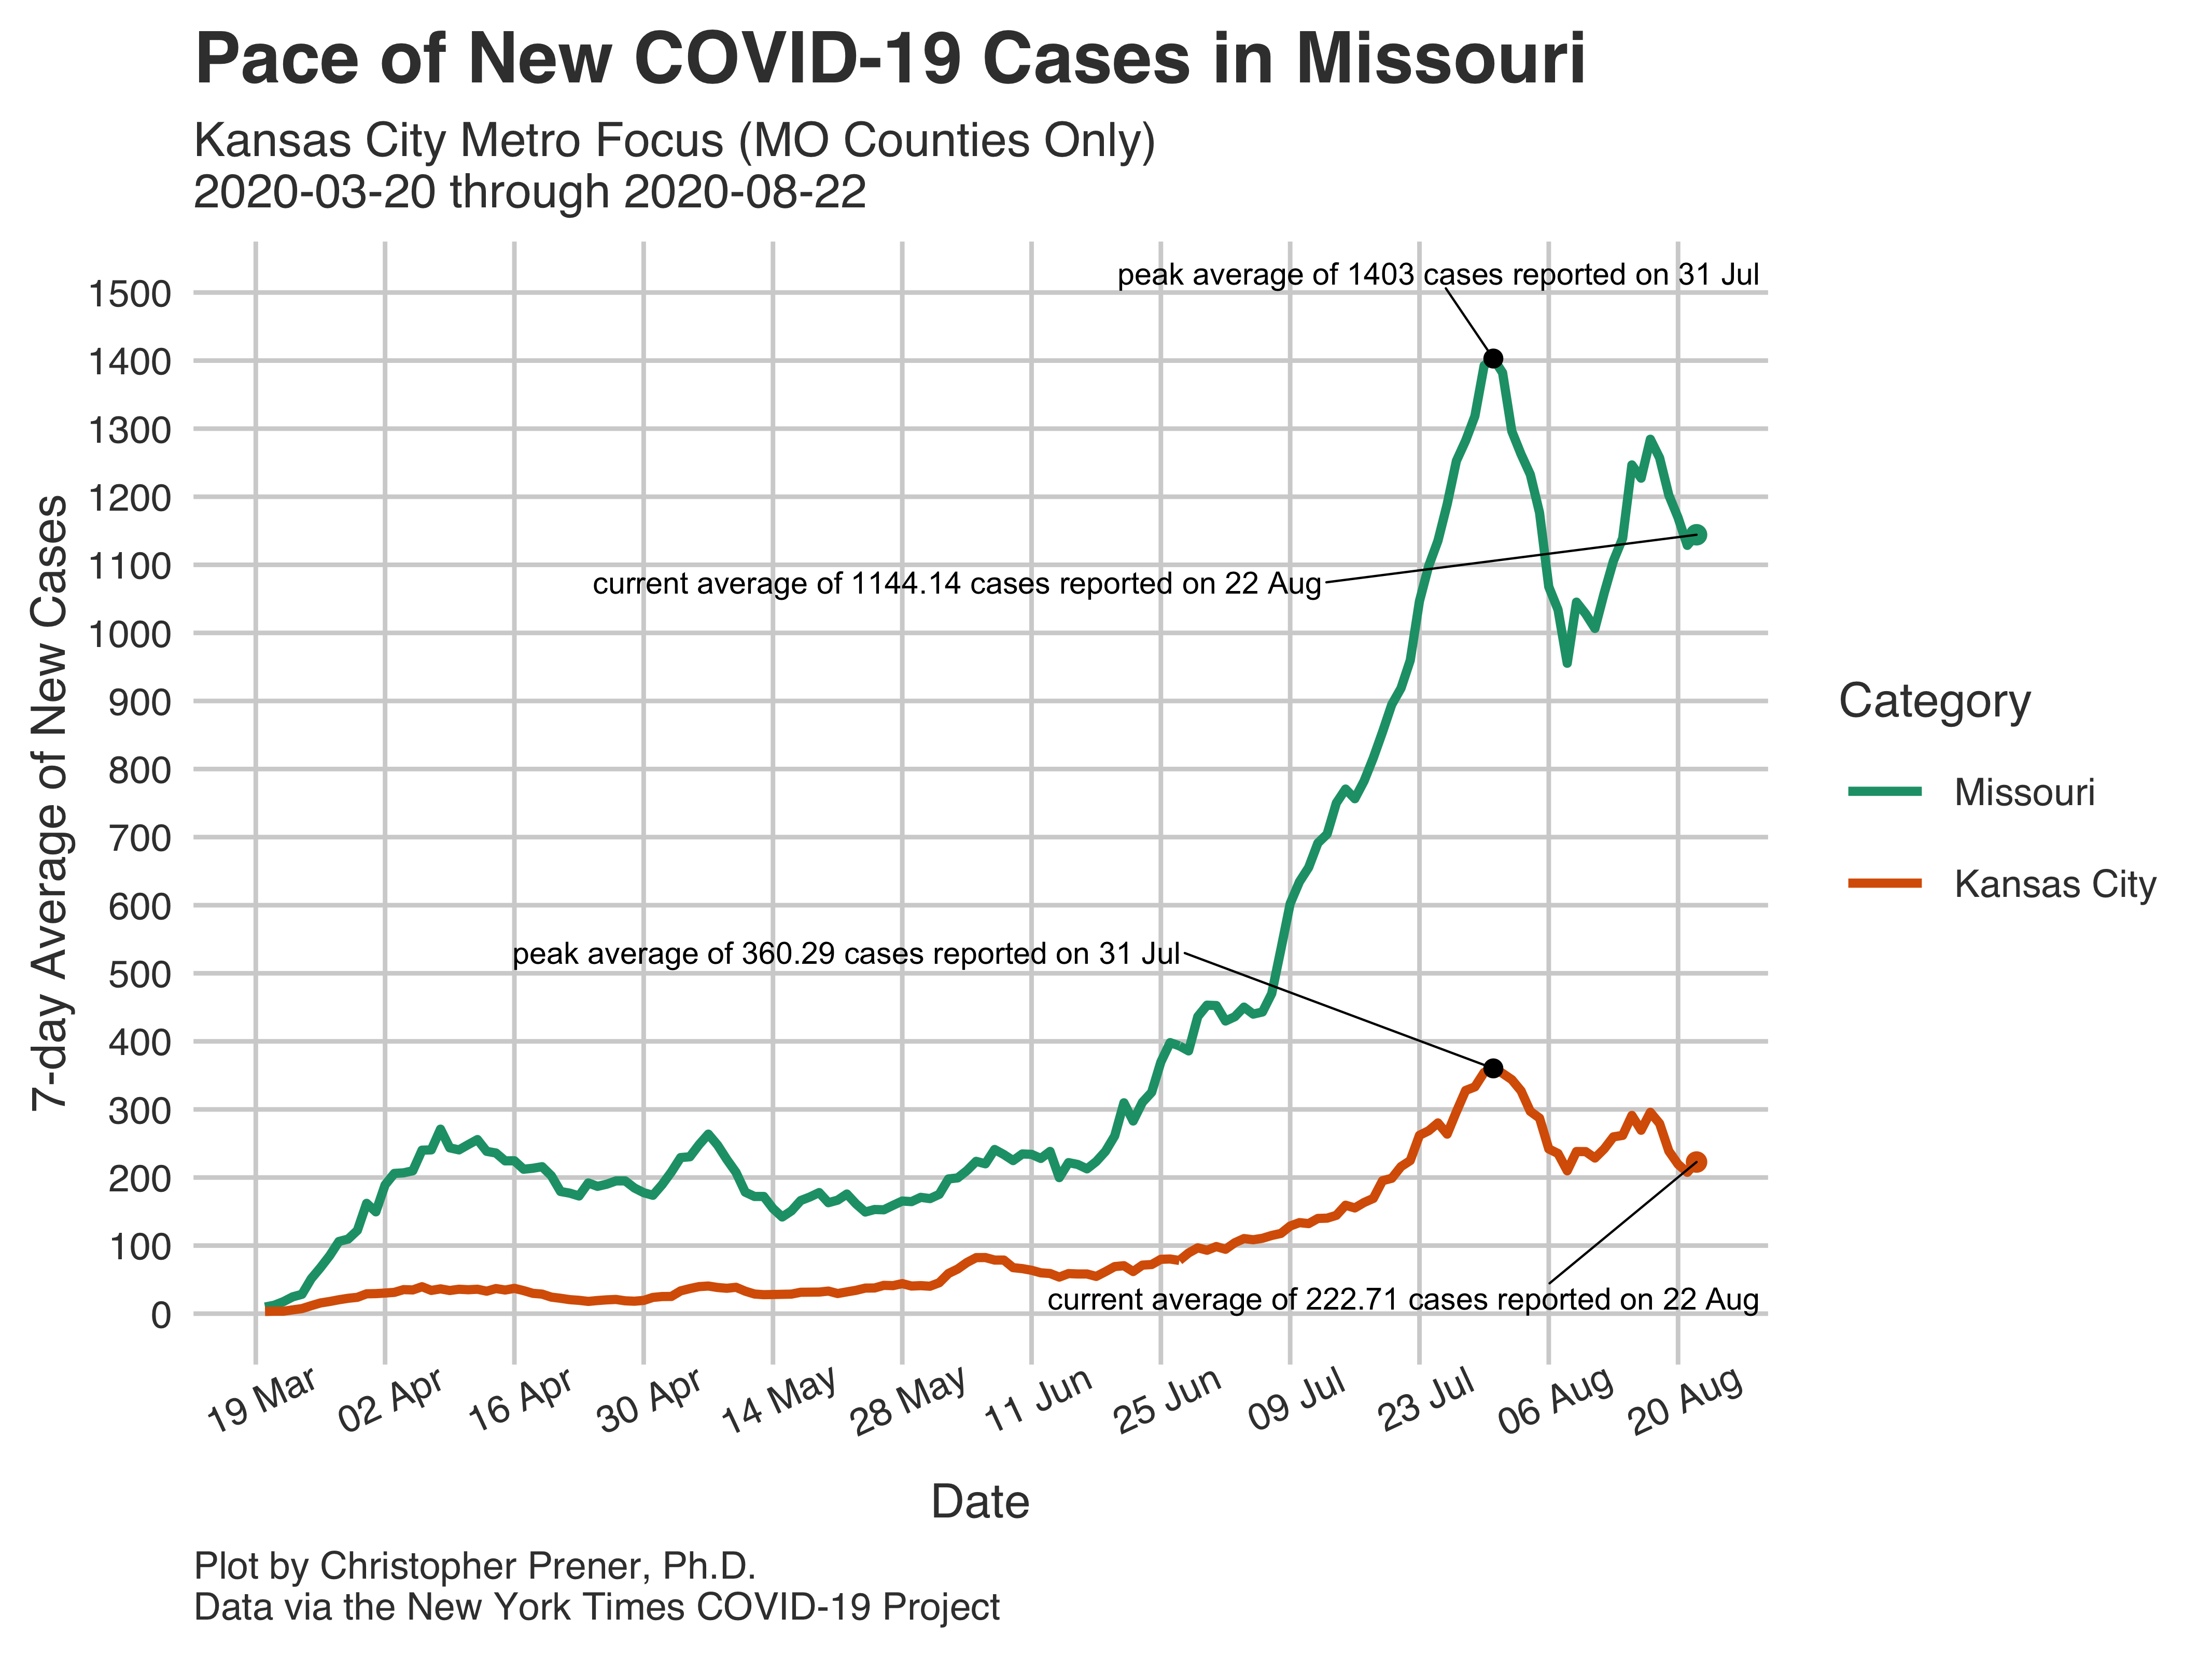 Pace of New COVID-19 Cases in Missouri
Kansas City Metro Focus (MO Counties Only)
2020-03-20 through 2020-08-22
7-day Average of New Cases
1500
1400
1300
1200
1100
1000
900
800
700
600
500
400
300
200
100
0
peak average of 1403 cases reported on 31 Jul
current average of 1144.14 cases reported on 22 Aug
peak average of 360.29 cases reported on 31 Jul
current average of 222.71 cases reported on 22 Aug
Category
Missouri
Kansas City
19 Mar
02 Apr
16 Apr
30 Apr
14 May
28 May
11 Jun
25 Jun
09 Jul
23 Jul
06 Aug
20 Aug
Date
Plot by Christopher Prener, Ph.D.
Data via the New York Times COVID-19 Project